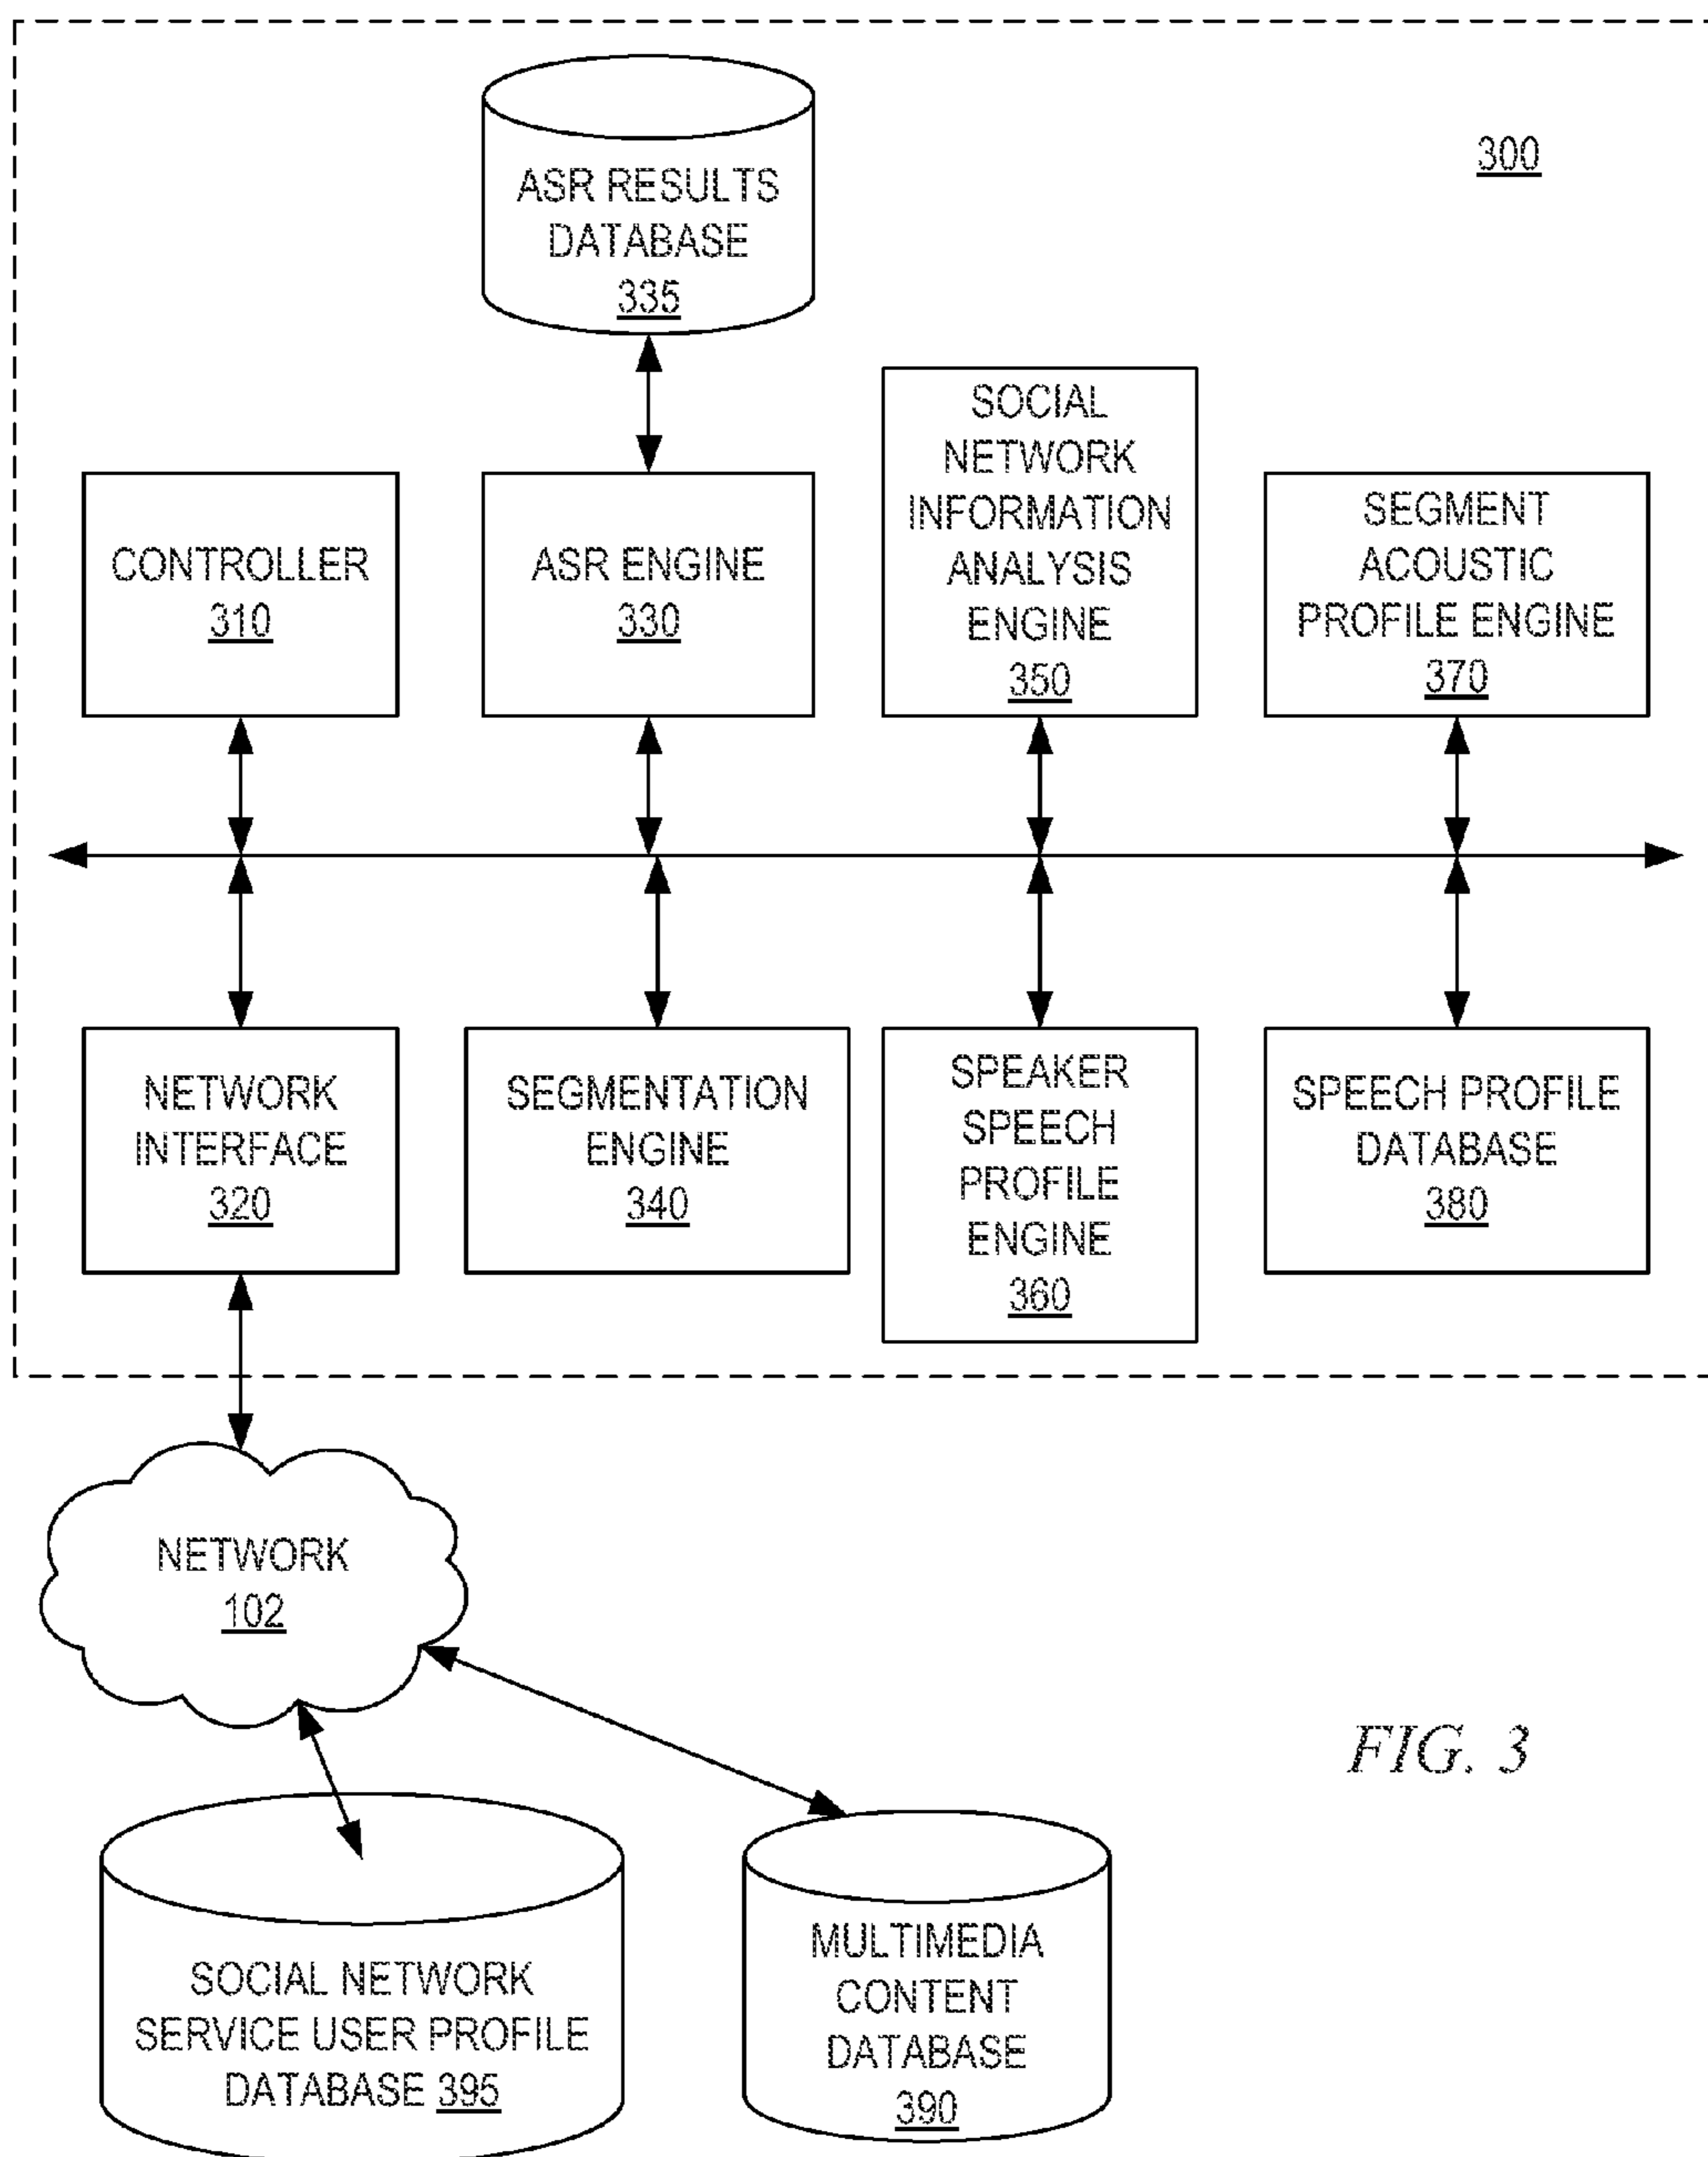 300
ASR RESULTS
DATABASE
335
SOCIAL
NETWORK
INFORMATION
ANALYSIS
ENGINE
350
CONTROLLER
310
ASR ENGINE
330
SEGMENT
ACOUSTIC
PROFILE ENGINE
370
NETWORK
INTERFACE
320
SEGMENTATION
ENGINE
340
SPEAKER
SPEECH
PROFILE
ENGINE
360
SPEECH PROFILE
DATABASE
380
NETWORK
102
FIG. 3
SOCIAL NETWORK
SERVICE USER PROFILE
DATABASE 395
MULTIMEDIA
CONTENT
DATABASE
390